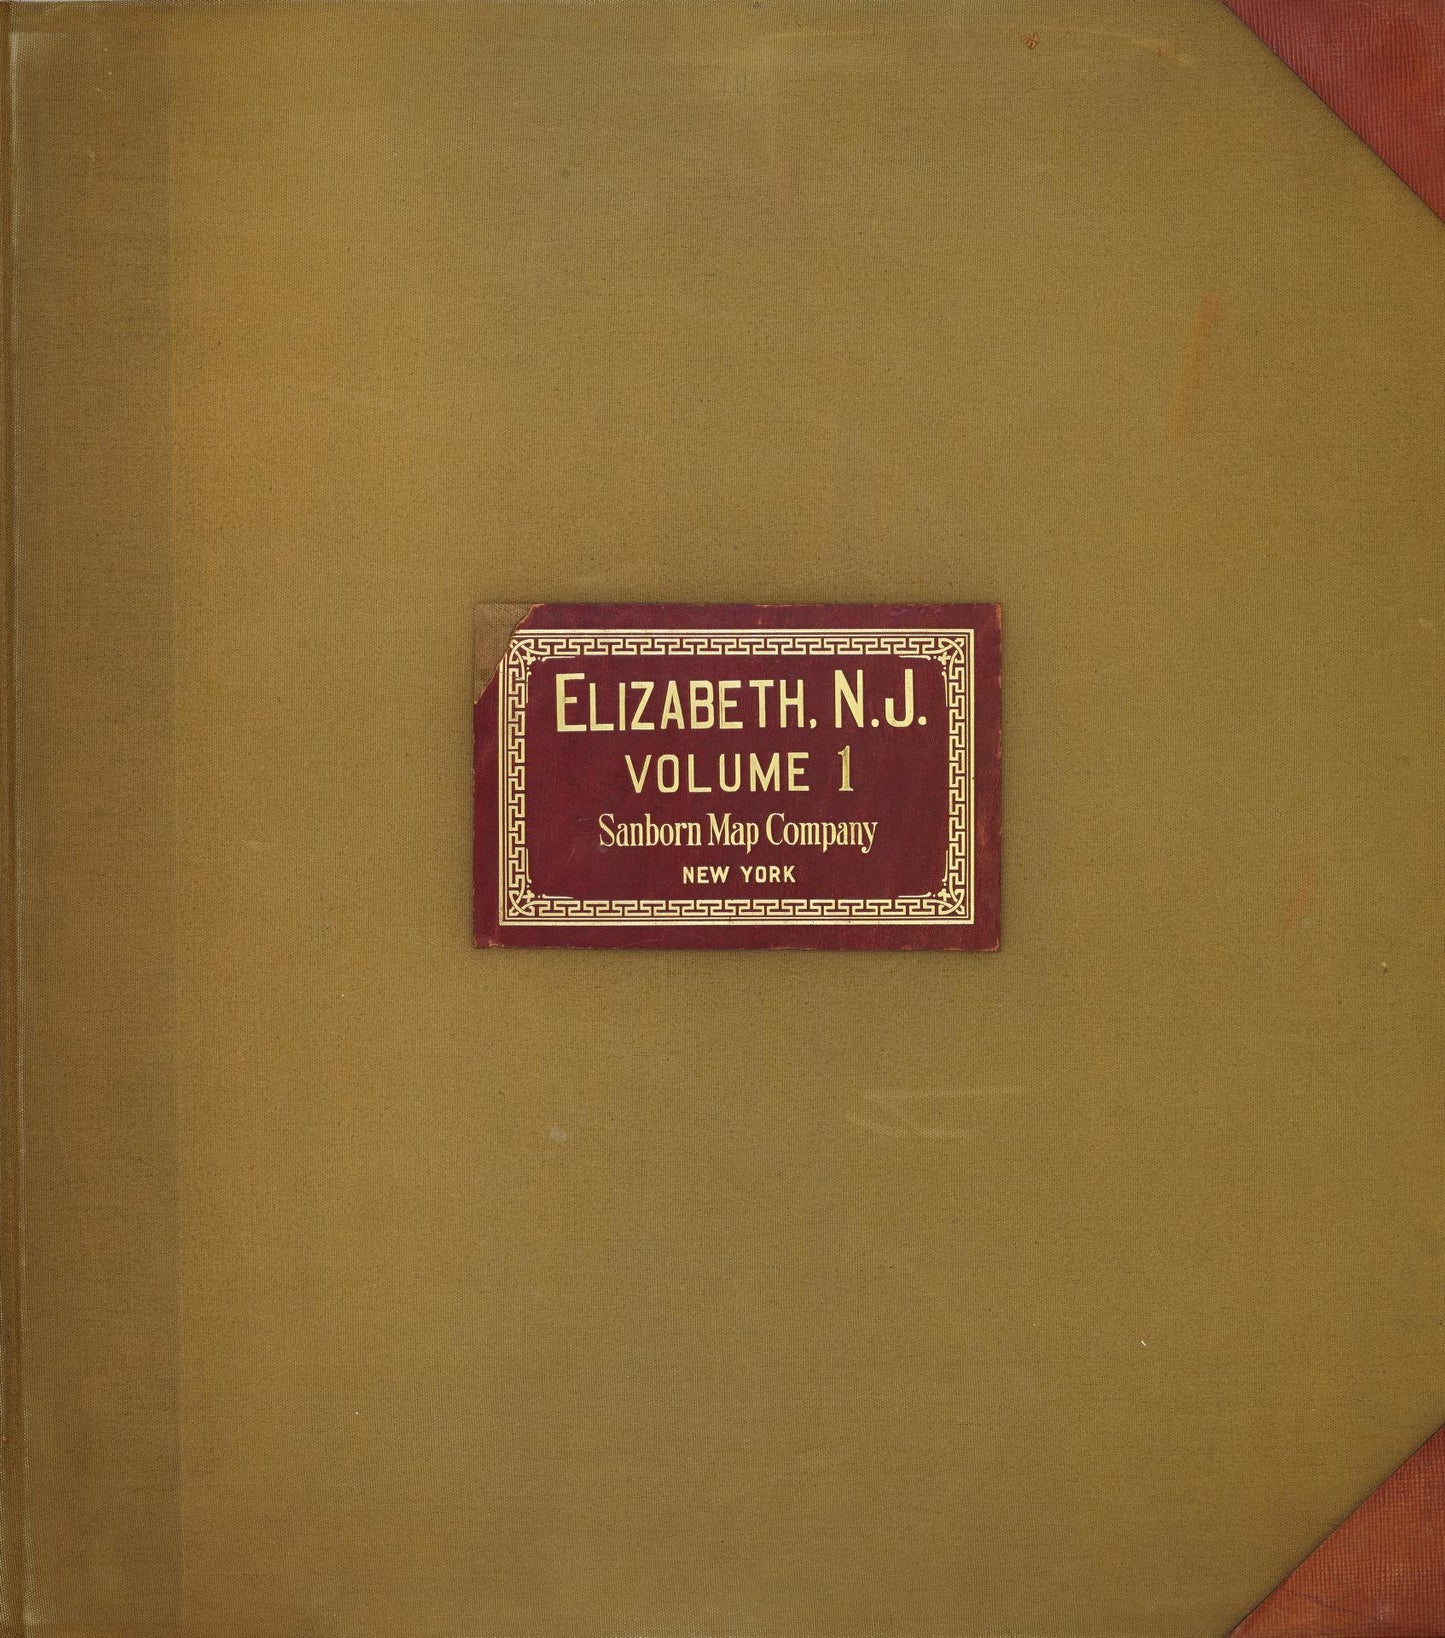 ELIZABETH, N.J.
VOLUME 1
Sanborn Map Company
NEW YORK